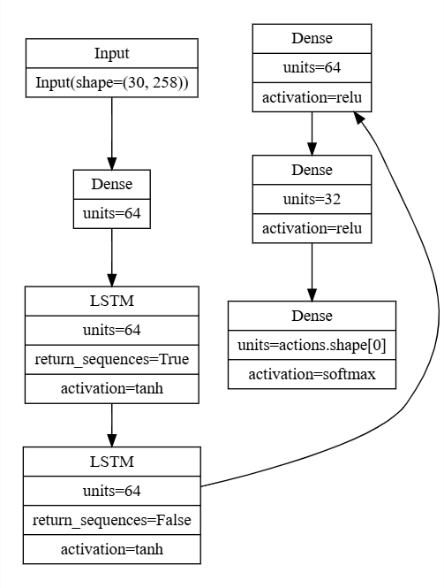 Input
Input(shape=(30, 258))
Dense
units=64
LSTM
units=64
return_sequences=True
activation=tanh
LSTM
units=64
return_sequences=False
activation=tanh
Dense
units=64
activation=relu
Dense
units=32
activation=relu
Dense
units=actions.shape[0]
activation=softmax